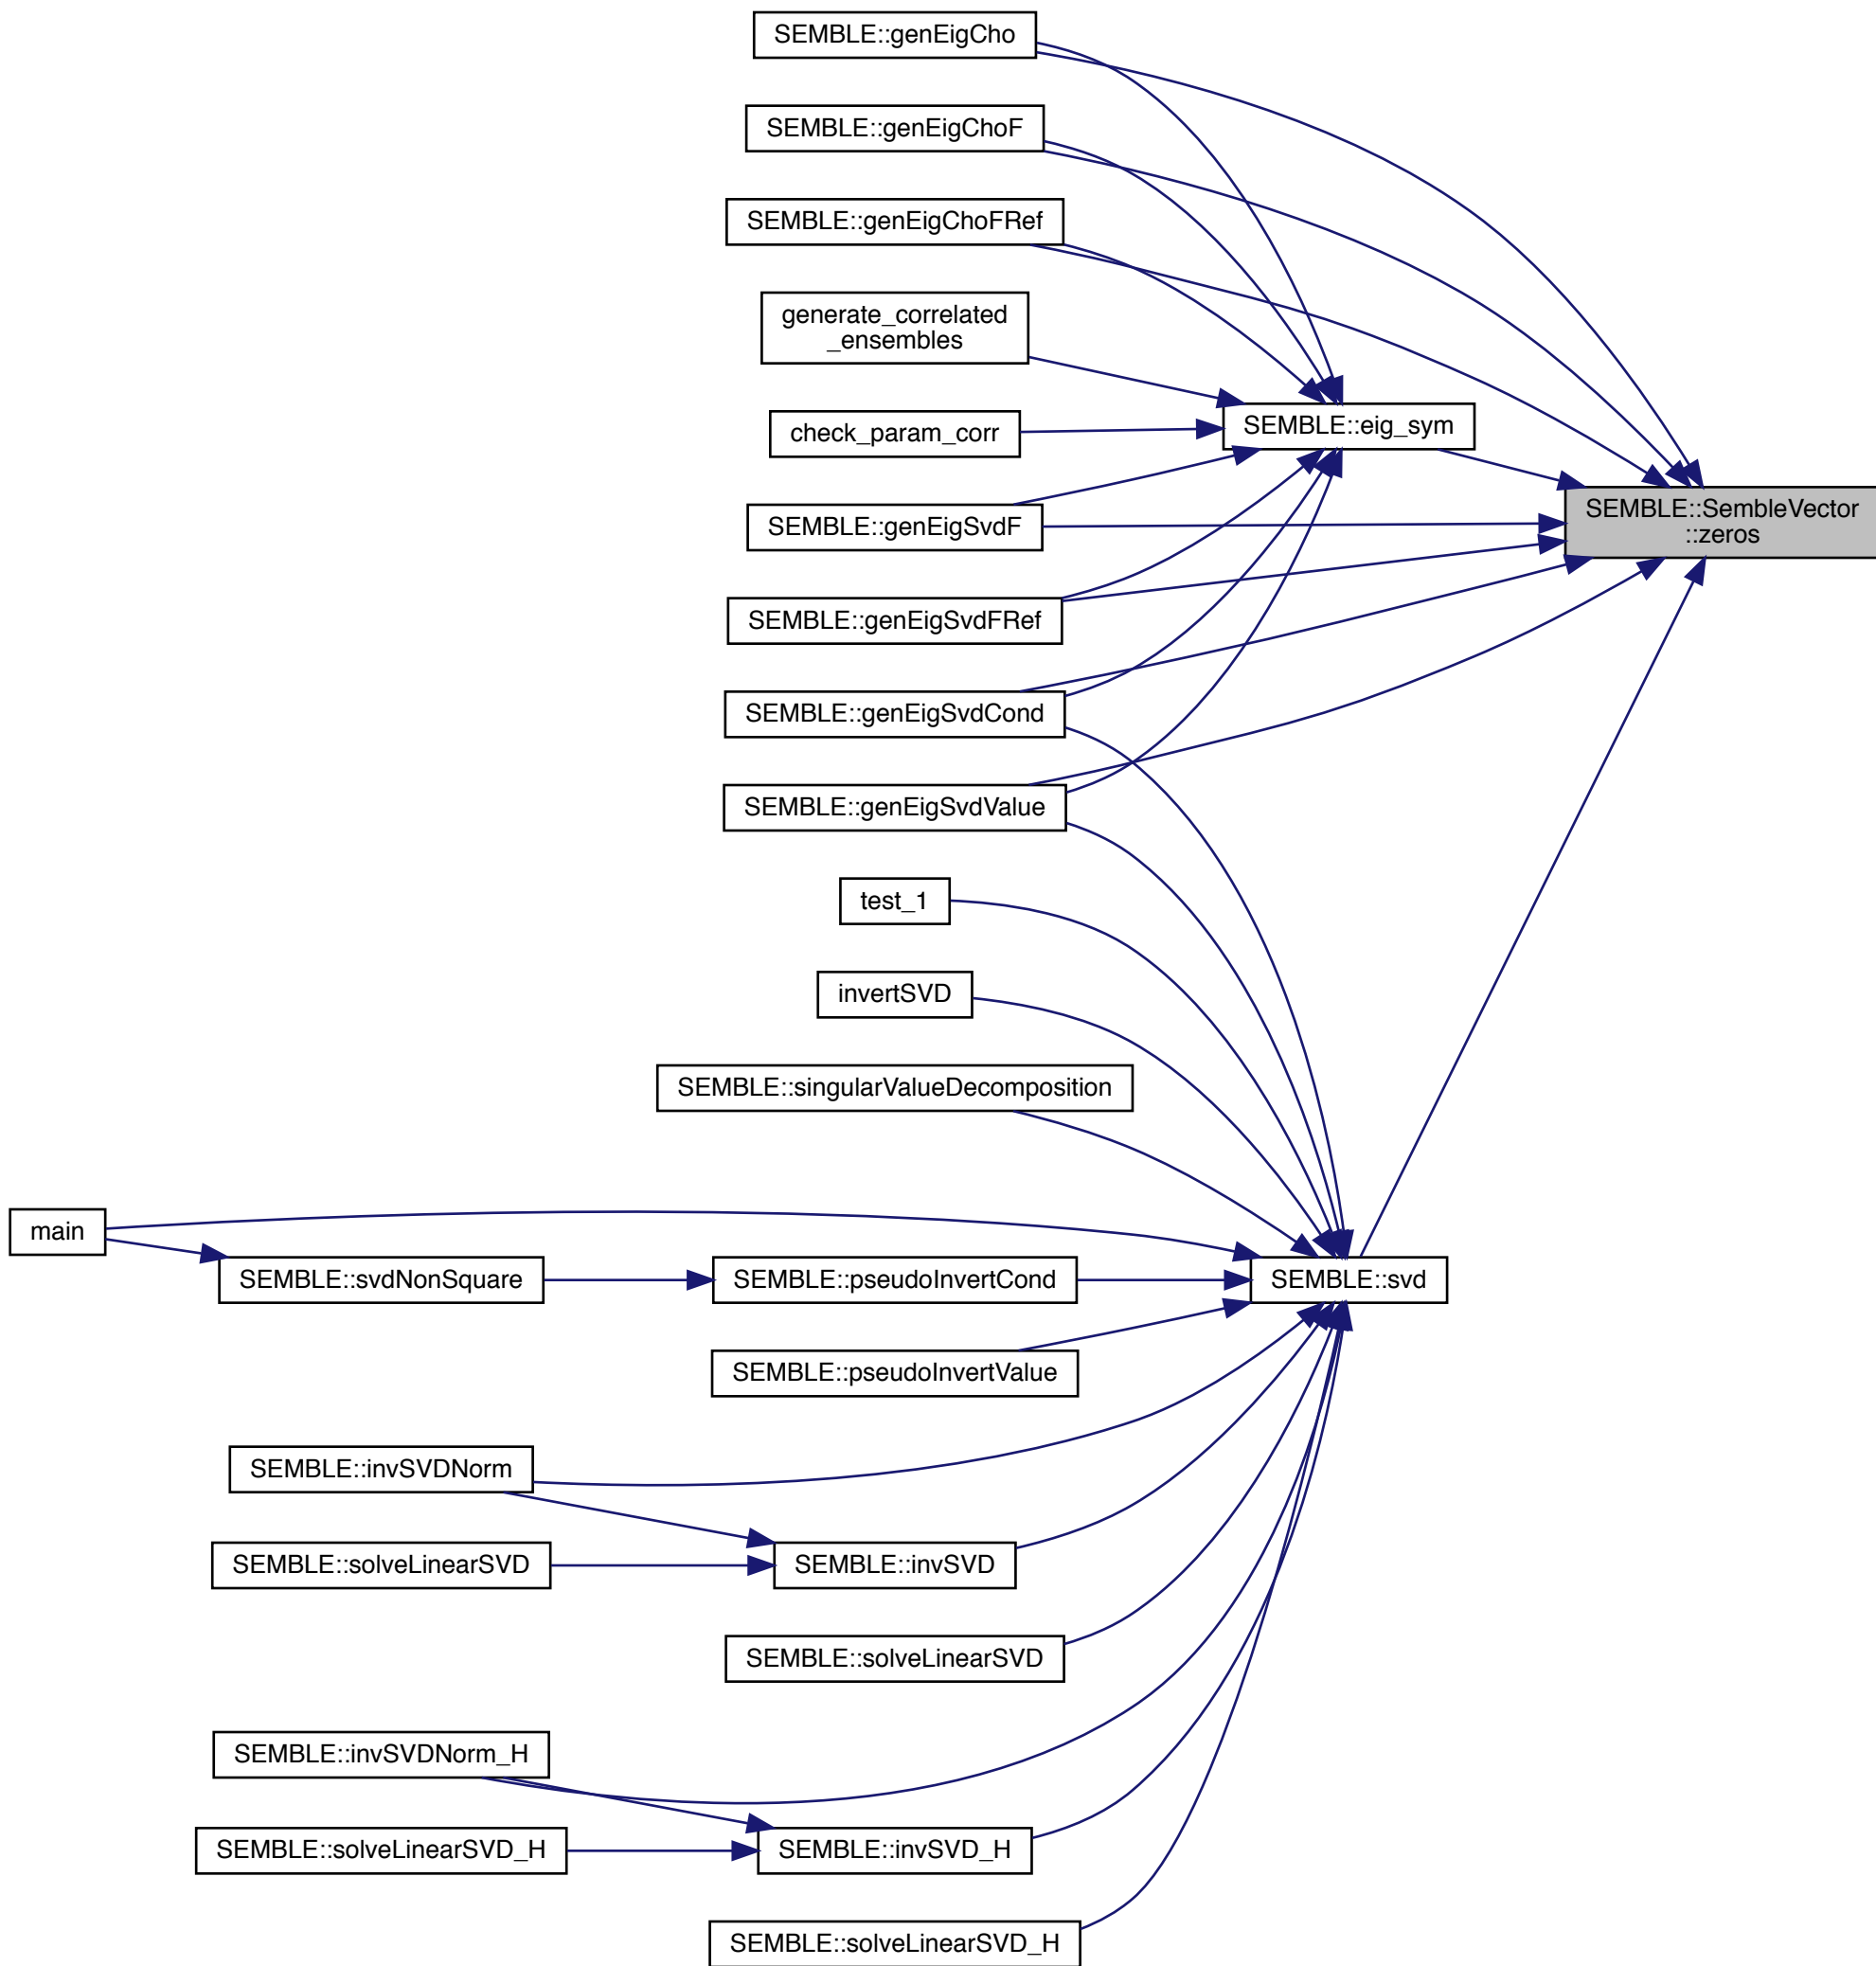 SEMBLE::genEigCho
SEMBLE::genEigChoF
SEMBLE::genEigChoFRef
generate_correlated
_ensembles
SEMBLE::eig_sym
check_param_corr
SEMBLE::SembleVector
::zeros
SEMBLE::genEigSvdF
SEMBLE::genEigSvdFRef
SEMBLE::genEigSvdCond
SEMBLE::genEigSvdValue
test_1
invertSVD
SEMBLE::singularValueDecomposition
main
SEMBLE::svdNonSquare
SEMBLE::pseudoInvertCond
SEMBLE::svd
SEMBLE::pseudoInvertValue
SEMBLE::invSVDNorm
SEMBLE::solveLinearSVD
SEMBLE::invSVD
SEMBLE::solveLinearSVD
SEMBLE::invSVDNorm_H
SEMBLE::solveLinearSVD_H
SEMBLE::invSVD_H
SEMBLE::solveLinearSVD_H